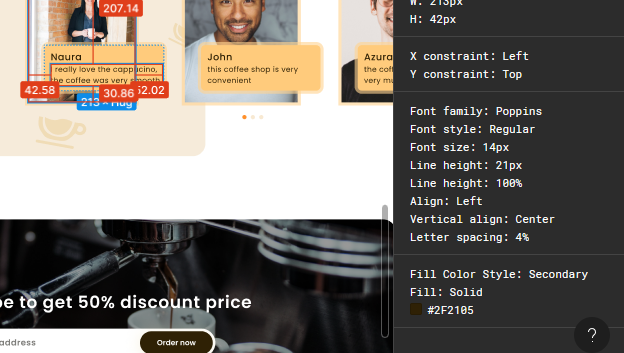 W: 213px
H: 42px
X constraint: Left
Y constraint: Top
Font family: Poppins
Font style: Regular
Font size: 14px
Line height: 21px
Line height: 100%
Align: Left
Vertical align: Center
Letter spacing: 4%
Fill Color Style: Secondary
Fill: Solid
#2F2105
?
207.14
Naura
really love the cappucino,
the coffee was very smooth
42.58
30.86
52.02
213 × Hug
John
this coffee shop is very
convenient
Azura
the coff
very mu
be to get 50% discount price
address
Order now